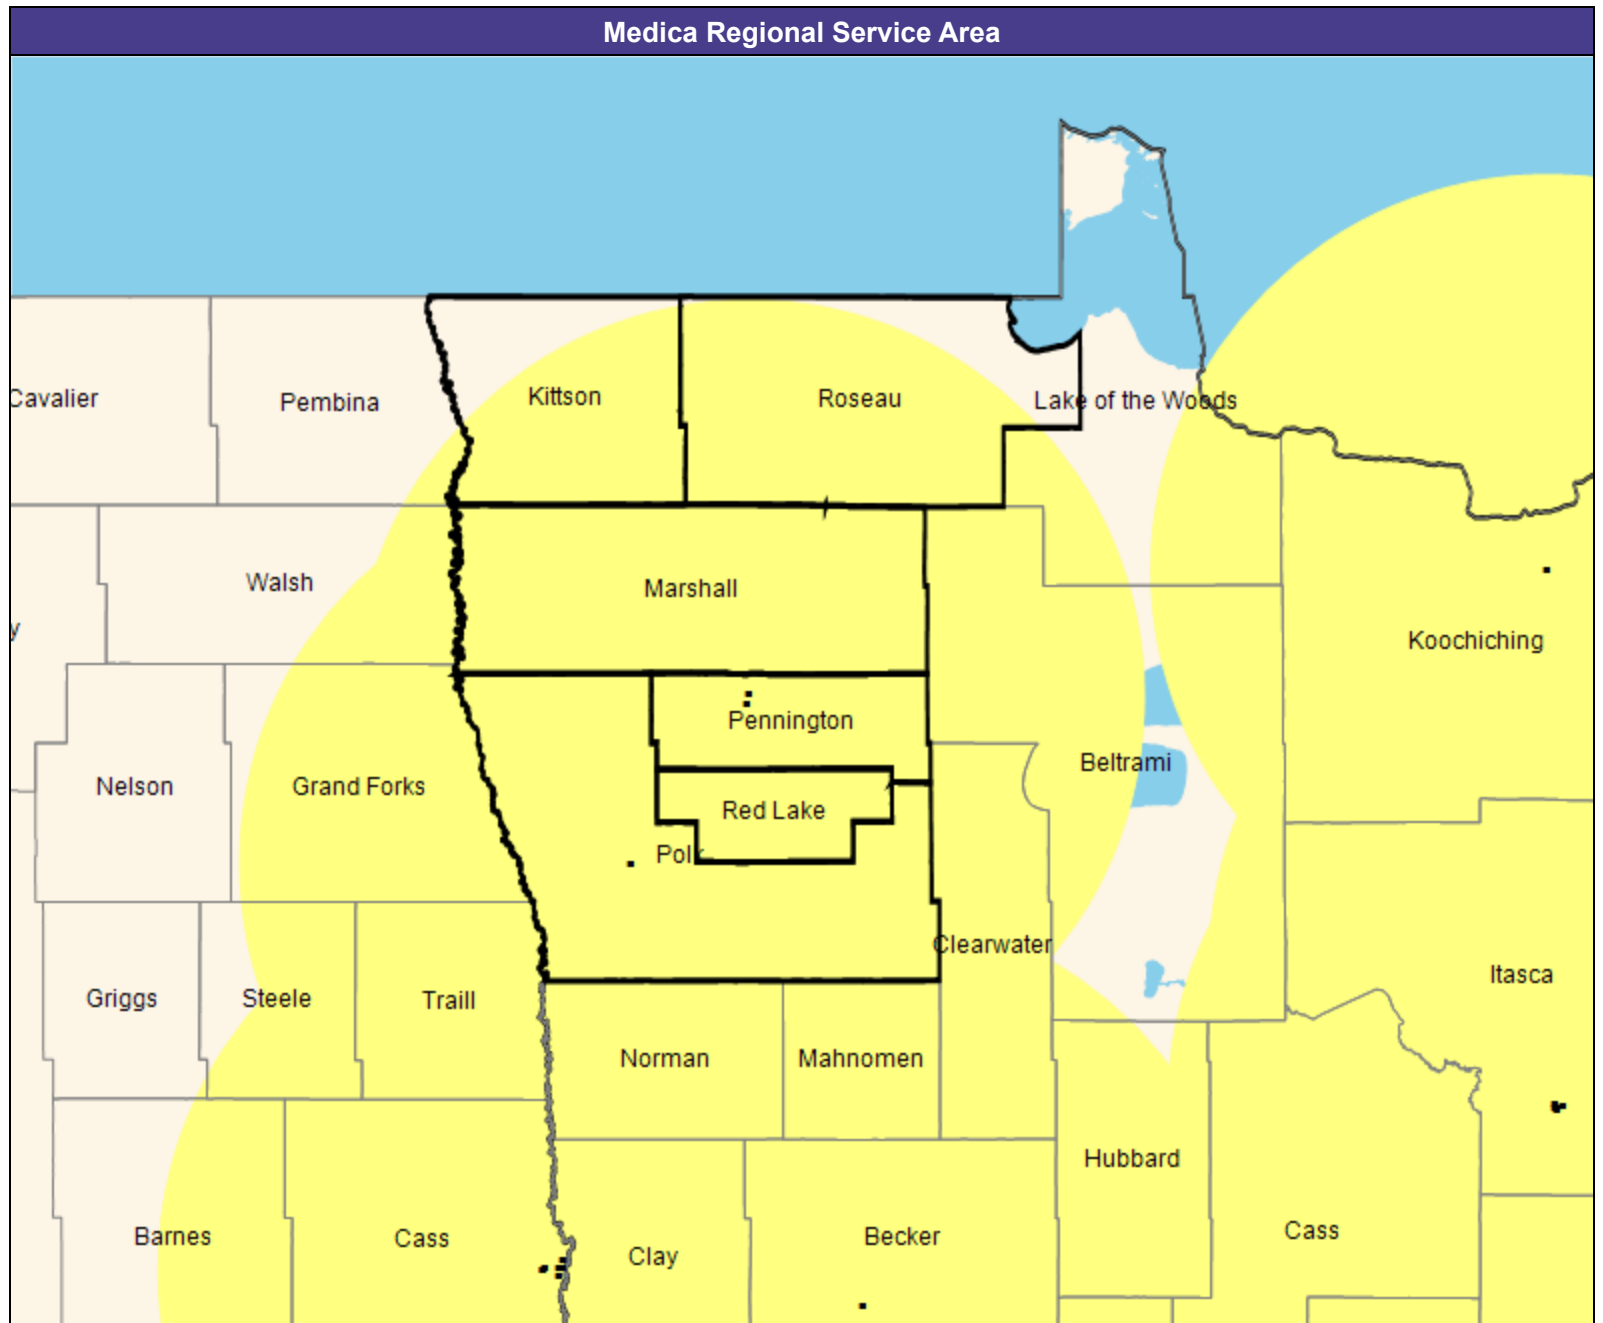 Medica Regional Service Area
Kittson
Roseau
Cavalier
Pembina
Lake of the Woods
Walsh
Marshall
y
Koochiching
Pennington
Beltrami
Nelson
Grand Forks
Red Lake
Polk
Clearwater
Itasca
Griggs
Steele
Traill
Norman
Mahnomen
Hubbard
Barnes
Cass
Clay
Becker
Cass